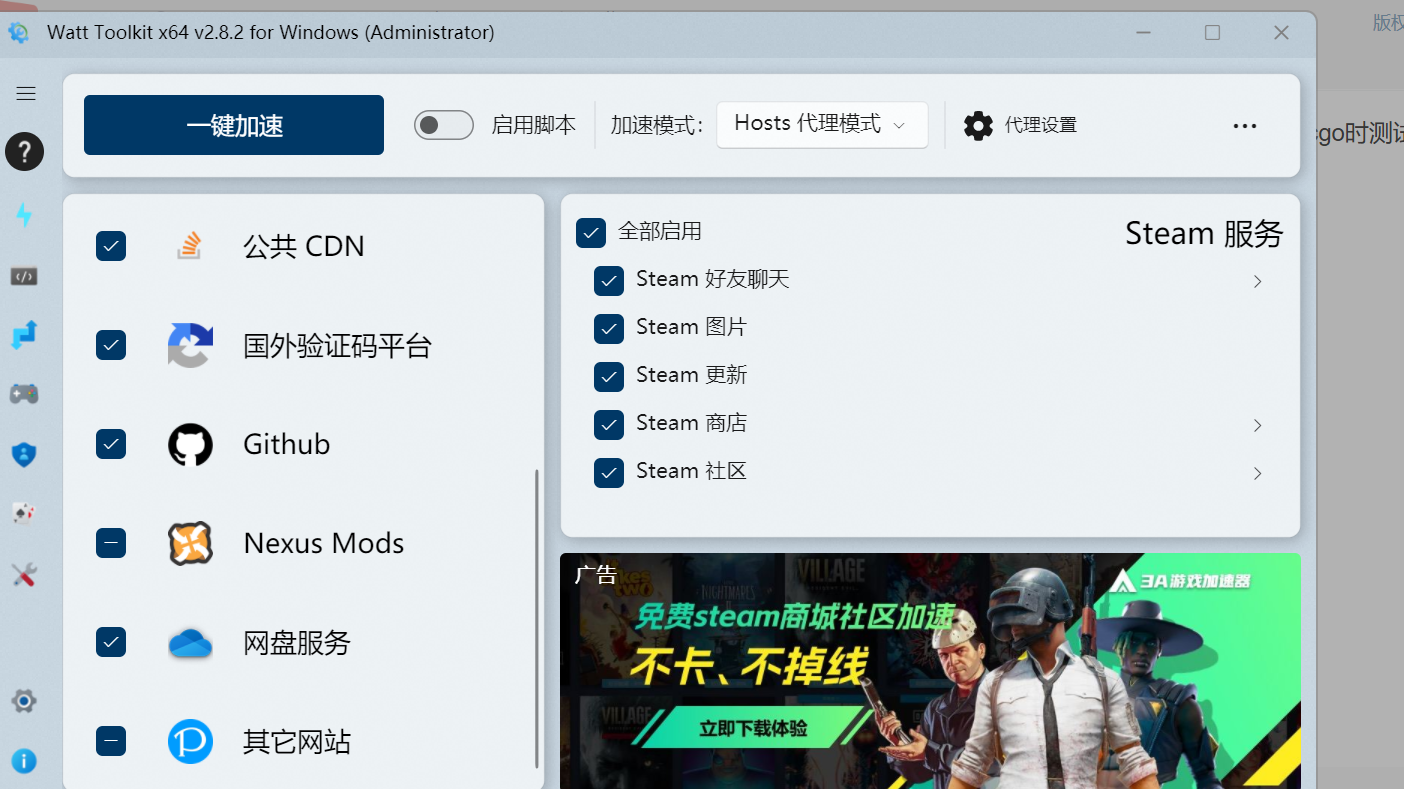 版权
Watt Toolkit x64 v2.8.2 for Windows (Administrator)
一键加速
启用脚本
加速模式：
Hosts 代理模式
代理设置
go时测试
公共 CDN
国外验证码平台
Github
Nexus Mods
网盘服务
其它网站
Steam 服务
全部启用
Steam 好友聊天
Steam 图片
Steam 更新
Steam 商店
Steam 社区
广告
3A游戏加速器
VILLAGE
免费steam商城社区加速
不卡、不掉线
VILLAGE
立即下载体验